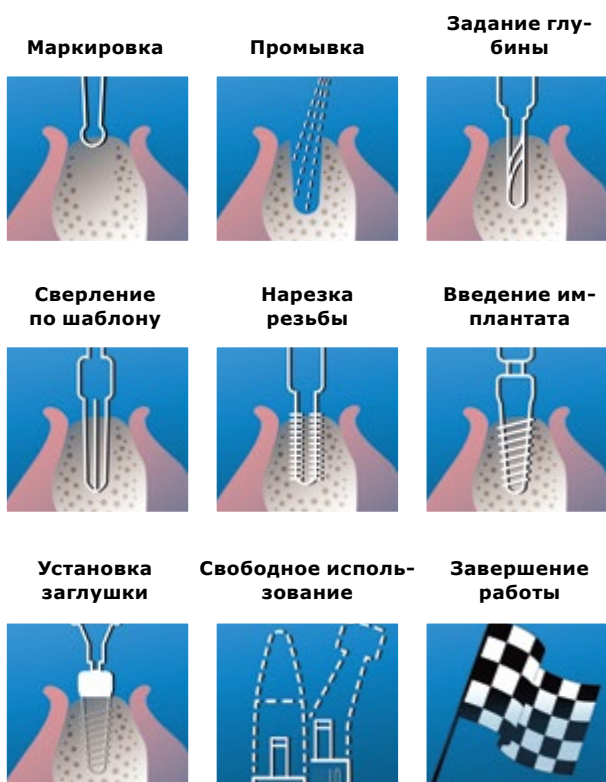 Маркировка
Промывка
Задание глу-
бины
Сверление
по шаблону
Нарезка
резьбы
Введение им-
плантата
Установка
заглушки
Свободное исполь-
зование
Завершение
работы